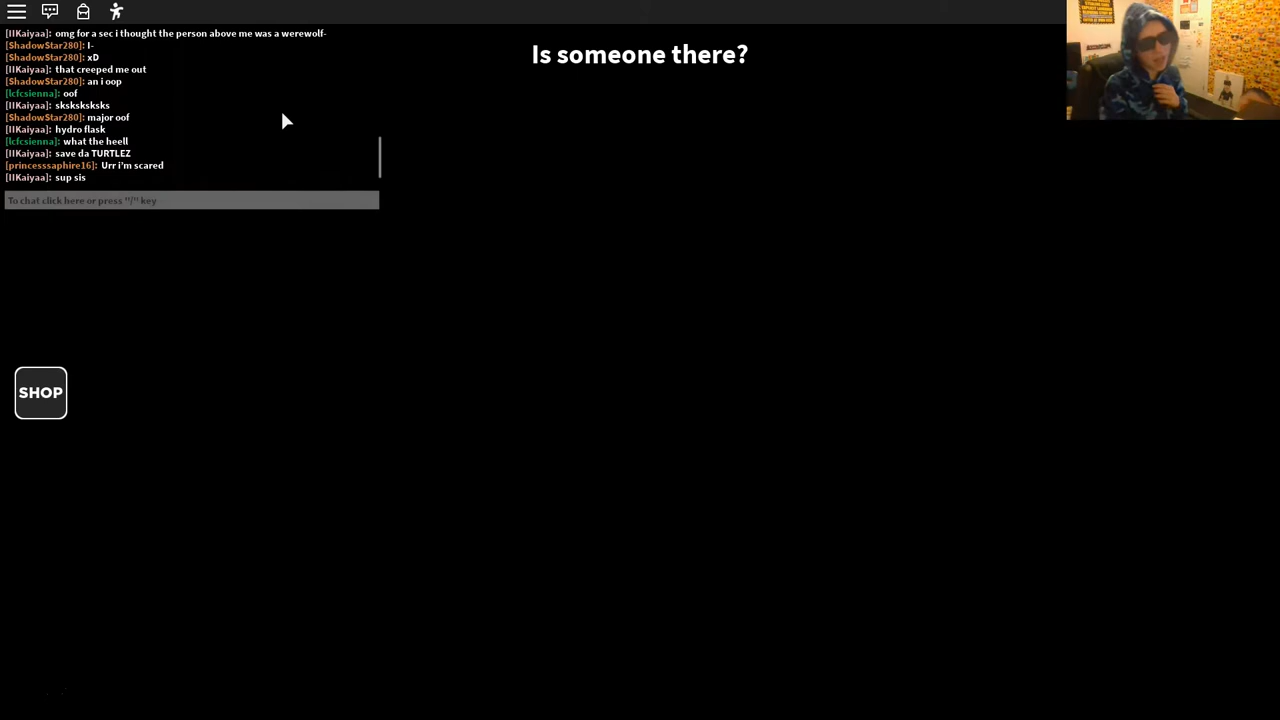 [IIKaiyaa]: omg for a sec i thought the person above me was a werewolf-
[ShadowStar280]: I-
[ShadowStar280]: xD
[IIKaiyaa]: that creeped me out
[ShadowStar280]: an i oop
[lcfcsienna]: oof
[IIKaiyaa]: sksksksksks
[ShadowStar280]: major oof
[IIKaiyaa]: hydro flask
[lcfcsienna]: what the heell
[IIKaiyaa]: save da TURTLEZ
[princesssaphire16]: Urr i'm scared
[IIKaiyaa]: sup sis
To chat click here or press "/" key
Is someone there?
SHOP